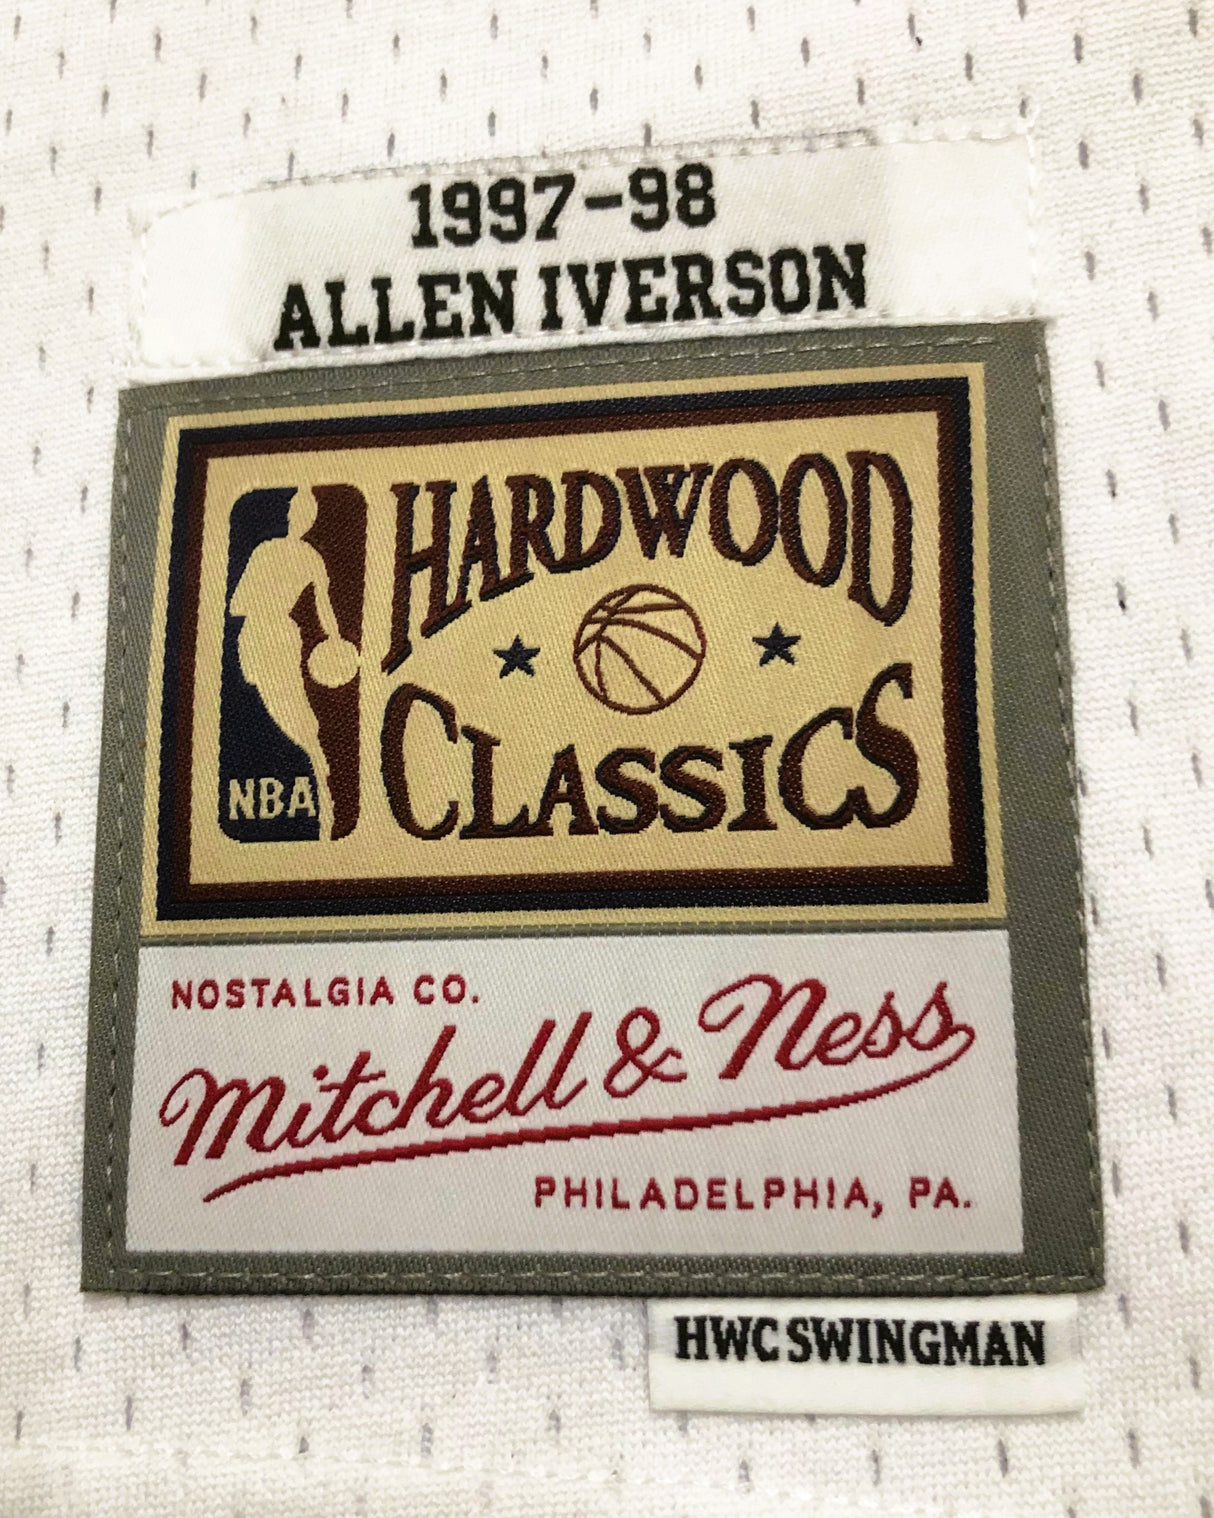 1997-98
ALLEN IVERSON
HARDWOOD
CLASSICS
NBA
NOSTALGIA CO.
Mitchell & Ness
PHILADELPHIA, PA.
HWC SWINGMAN